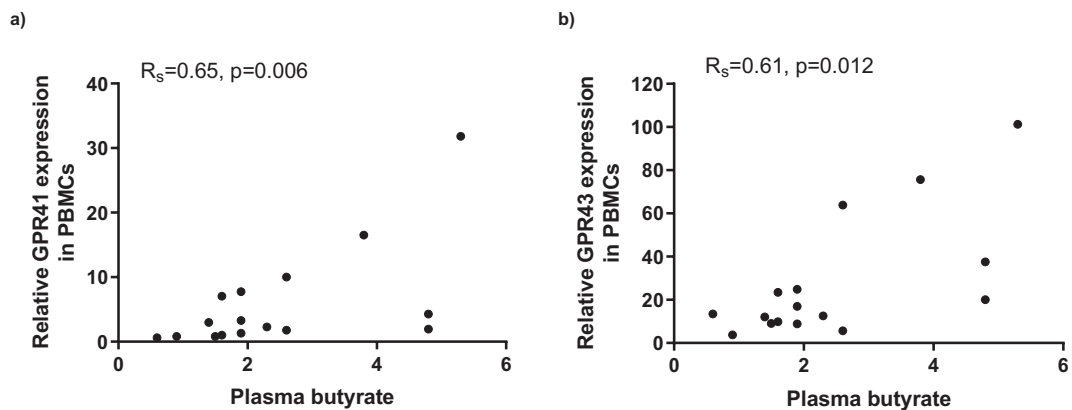 a)
R_s=0.65, p=0.006
Relative GPR41 expression
in PBMCs
40
30
20
10
0
0 2 4 6
Plasma butyrate
b)
R_s=0.61, p=0.012
Relative GPR43 expression
in PBMCs
120
100
80
60
40
20
0
0 2 4 6
Plasma butyrate